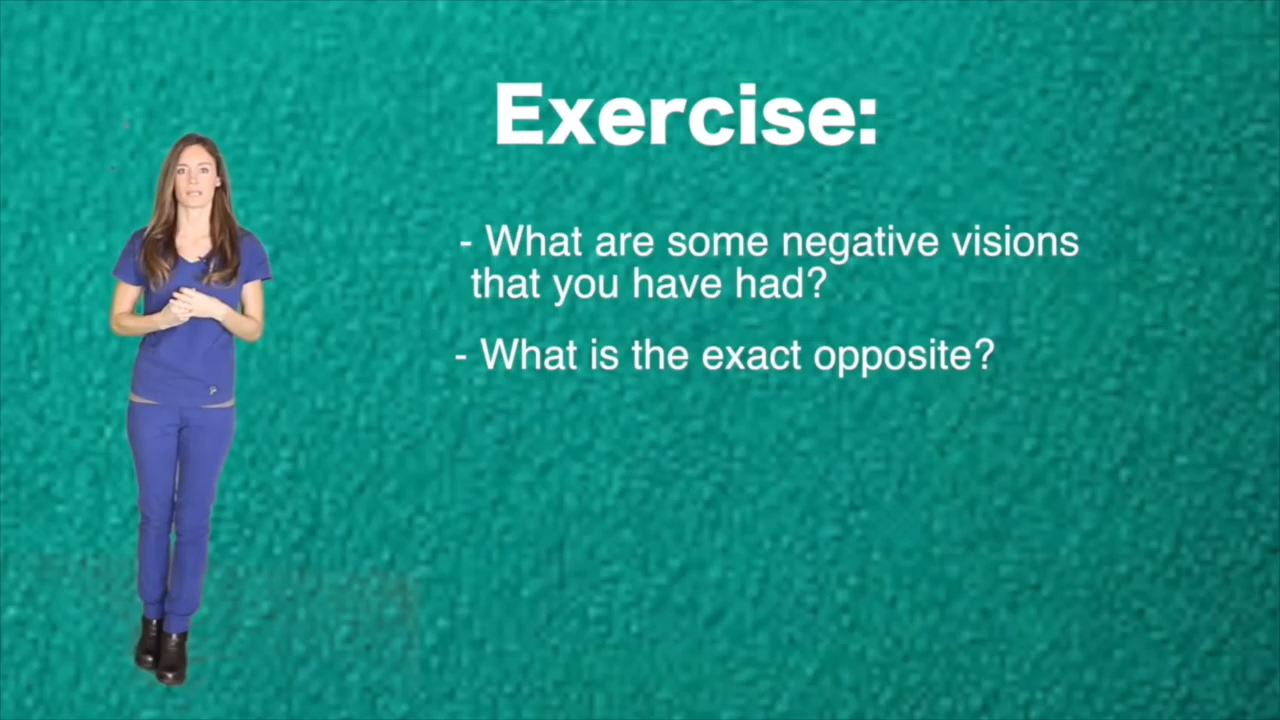 Exercise:
- What are some negative visions
that you have had?
- What is the exact opposite?